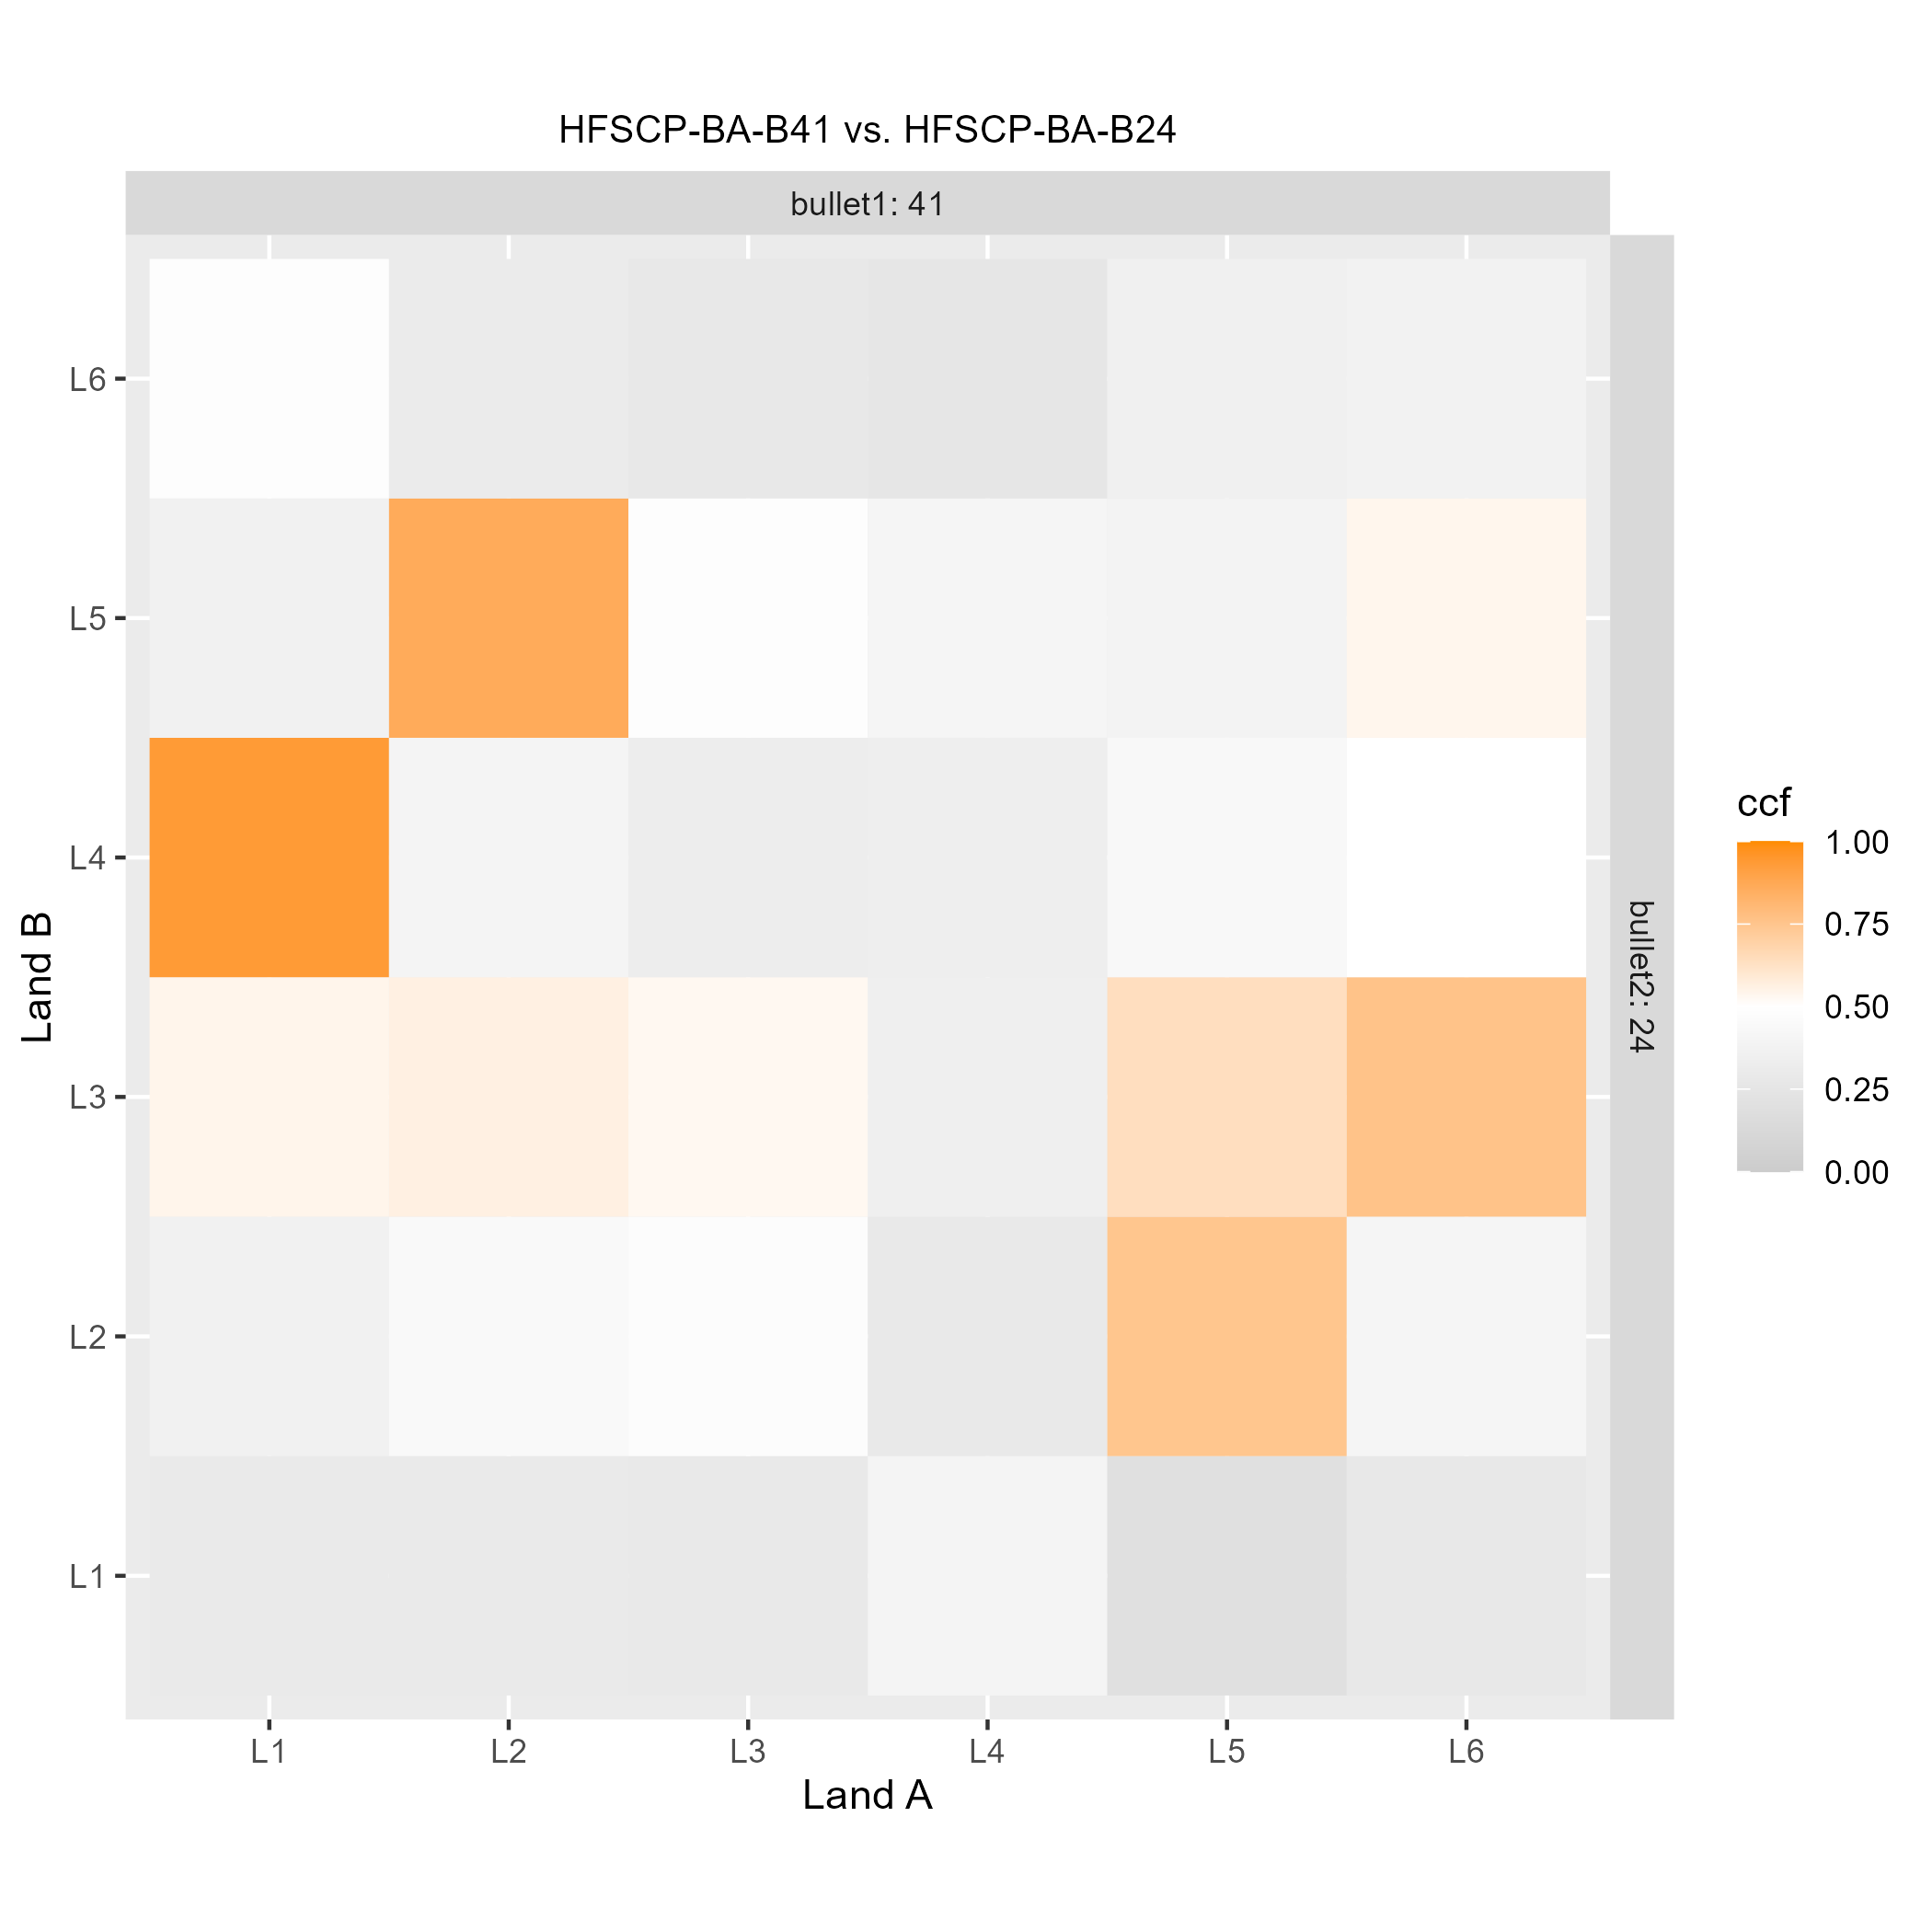 HFSCP-BA-B41 vs. HFSCP-BA-B24
bullet1: 41
L6
L5
L4
L3
L2
L1
Land B
bullet2: 24
L1
L2
L3
L4
L5
L6
Land A
ccf
1.00
0.75
0.50
0.25
0.00